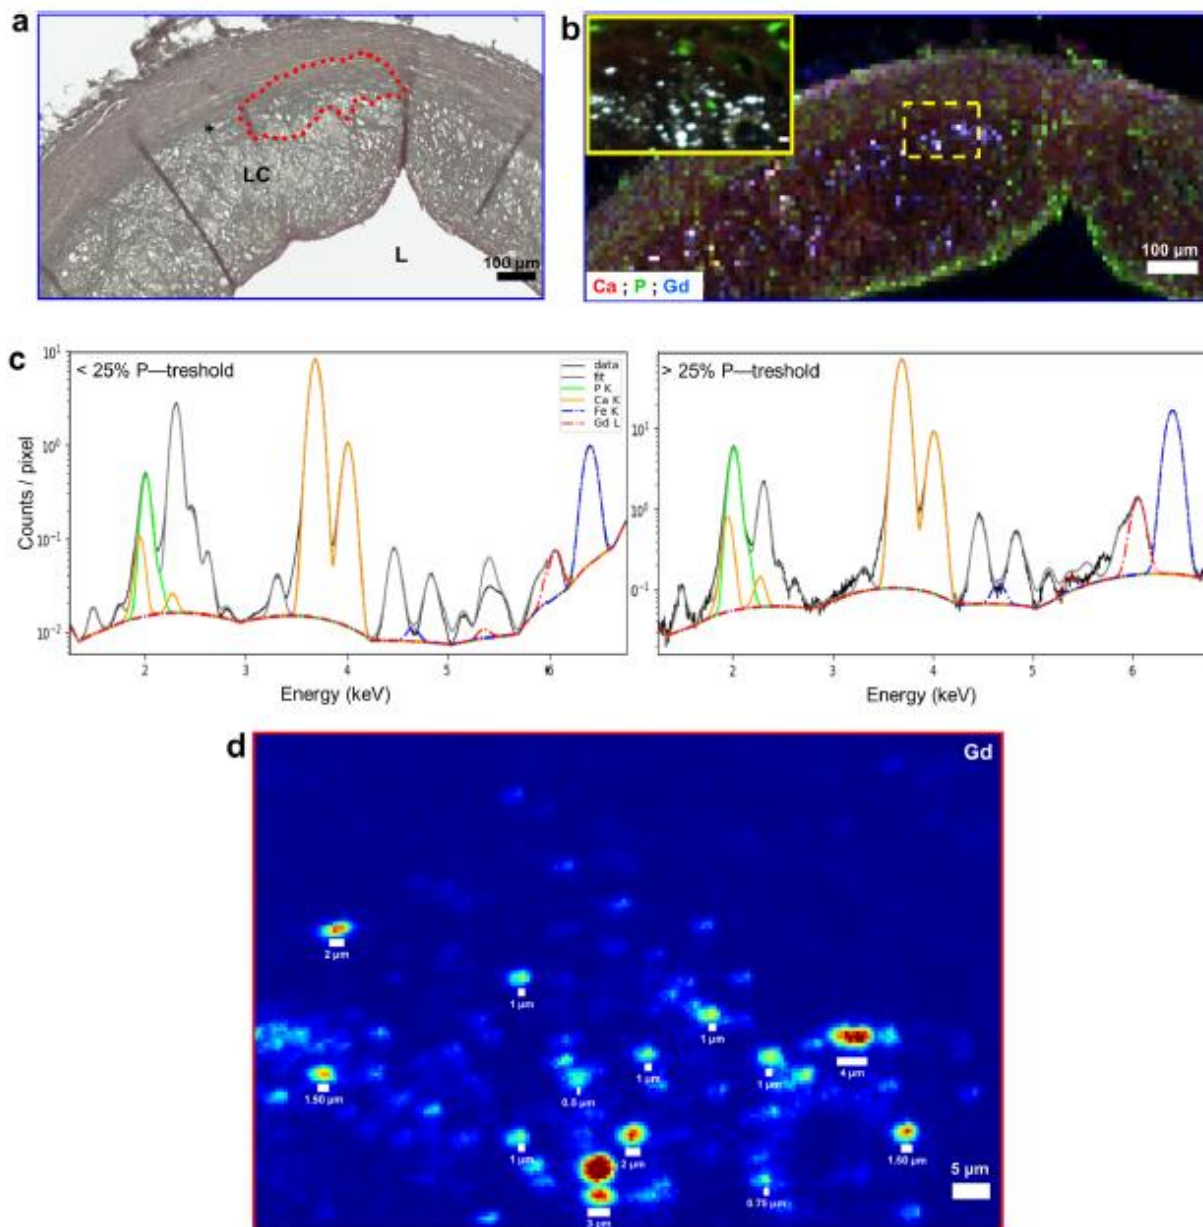 a
*
LC
L
100 µm
b
Ca ; P ; Gd
100 µm
c
< 25% P—treshold
data
fit
P K
Ca K
Fe K
Gd L
Counts / pixel
10¹
10⁰
10⁻¹
10⁻²
2 3 4 5 6
Energy (keV)
> 25% P—treshold
10¹
10⁰
10⁻¹
2 3 4 5 6
Energy (keV)
d
Gd
2 µm
1 µm
1 µm
1 µm
1 µm
4 µm
1.50 µm
0.5 µm
1 µm
2 µm
1.50 µm
0.75 µm
3 µm
5 µm